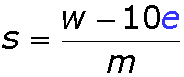 s = (w − 10e) / m